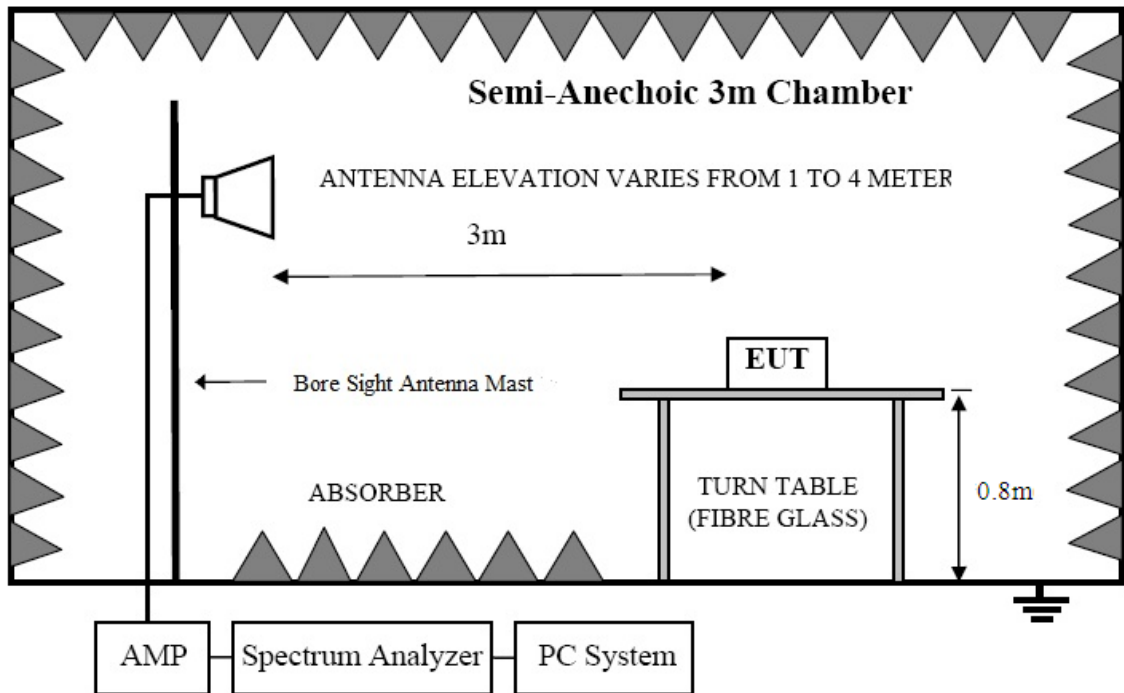 Semi-Anechoic 3m Chamber
ANTENNA ELEVATION VARIES FROM 1 TO 4 METER
3m
EUT
Bore Sight Antenna Mast
ABSORBER
TURN TABLE
(FIBRE GLASS)
0.8m
AMP
Spectrum Analyzer
PC System